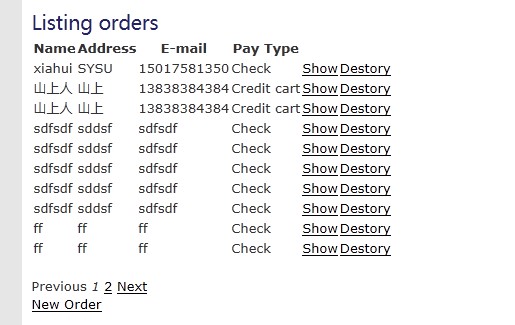 Listing orders
Name Address E-mail Pay Type
xiahui SYSU 15017581350 Check Show Destory
山上人 山上 13838384384 Credit cart Show Destory
山上人 山上 13838384384 Credit cart Show Destory
sdfsdf sddsf sdfsdf Check Show Destory
sdfsdf sddsf sdfsdf Check Show Destory
sdfsdf sddsf sdfsdf Check Show Destory
sdfsdf sddsf sdfsdf Check Show Destory
sdfsdf sddsf sdfsdf Check Show Destory
ff ff ff Check Show Destory
ff ff ff Check Show Destory
Previous 1 2 Next
New Order